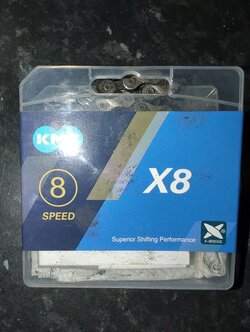 KMC
X8
8
SPEED
Superior Shifting Performance
X-BRIDGE